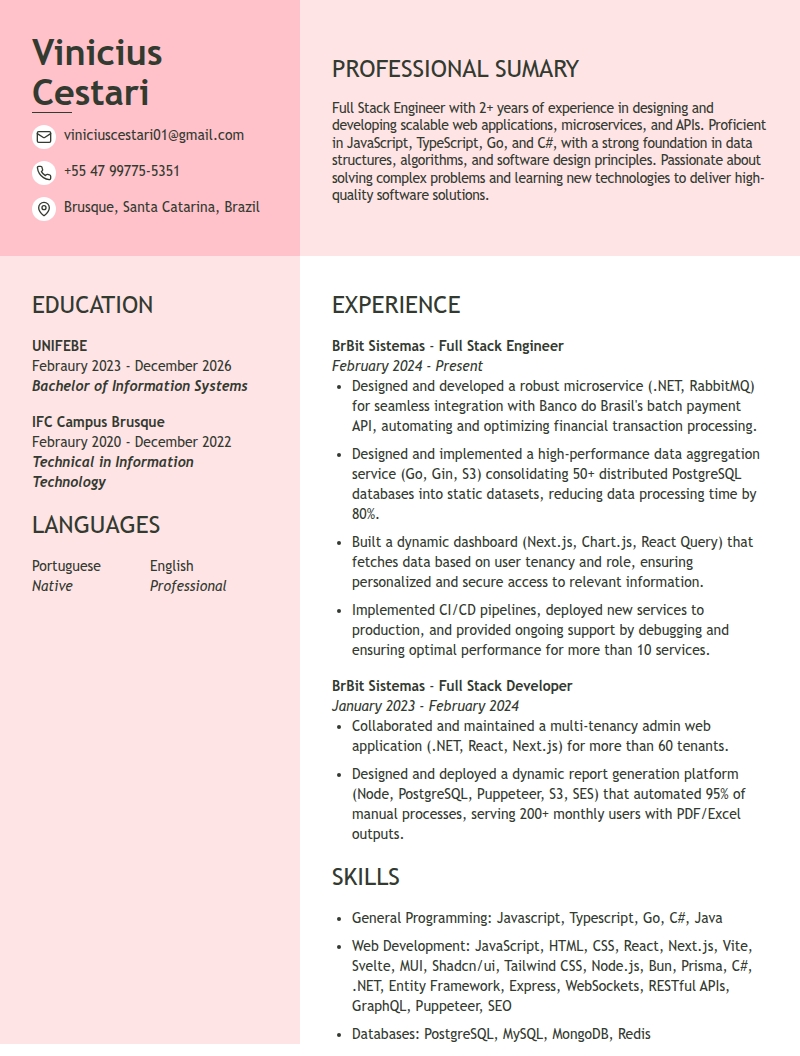 Vinicius
Cestari
viniciuscestari01@gmail.com
+55 47 99775-5351
Brusque, Santa Catarina, Brazil
PROFESSIONAL SUMARY
Full Stack Engineer with 2+ years of experience in designing and
developing scalable web applications, microservices, and APIs. Proficient
in JavaScript, TypeScript, Go, and C#, with a strong foundation in data
structures, algorithms, and software design principles. Passionate about
solving complex problems and learning new technologies to deliver high-
quality software solutions.
EDUCATION
UNIFEBE
Febraury 2023 - December 2026
Bachelor of Information Systems
IFC Campus Brusque
Febraury 2020 - December 2022
Technical in Information
Technology
LANGUAGES
Portuguese English
Native Professional
EXPERIENCE
BrBit Sistemas - Full Stack Engineer
February 2024 - Present
• Designed and developed a robust microservice (.NET, RabbitMQ)
for seamless integration with Banco do Brasil's batch payment
API, automating and optimizing financial transaction processing.
• Designed and implemented a high-performance data aggregation
service (Go, Gin, S3) consolidating 50+ distributed PostgreSQL
databases into static datasets, reducing data processing time by
80%.
• Built a dynamic dashboard (Next.js, Chart.js, React Query) that
fetches data based on user tenancy and role, ensuring
personalized and secure access to relevant information.
• Implemented CI/CD pipelines, deployed new services to
production, and provided ongoing support by debugging and
ensuring optimal performance for more than 10 services.
BrBit Sistemas - Full Stack Developer
January 2023 - February 2024
• Collaborated and maintained a multi-tenancy admin web
application (.NET, React, Next.js) for more than 60 tenants.
• Designed and deployed a dynamic report generation platform
(Node, PostgreSQL, Puppeteer, S3, SES) that automated 95% of
manual processes, serving 200+ monthly users with PDF/Excel
outputs.
SKILLS
• General Programming: Javascript, Typescript, Go, C#, Java
• Web Development: JavaScript, HTML, CSS, React, Next.js, Vite,
Svelte, MUI, Shadcn/ui, Tailwind CSS, Node.js, Bun, Prisma, C#,
.NET, Entity Framework, Express, WebSockets, RESTful APIs,
GraphQL, Puppeteer, SEO
• Databases: PostgreSQL, MySQL, MongoDB, Redis